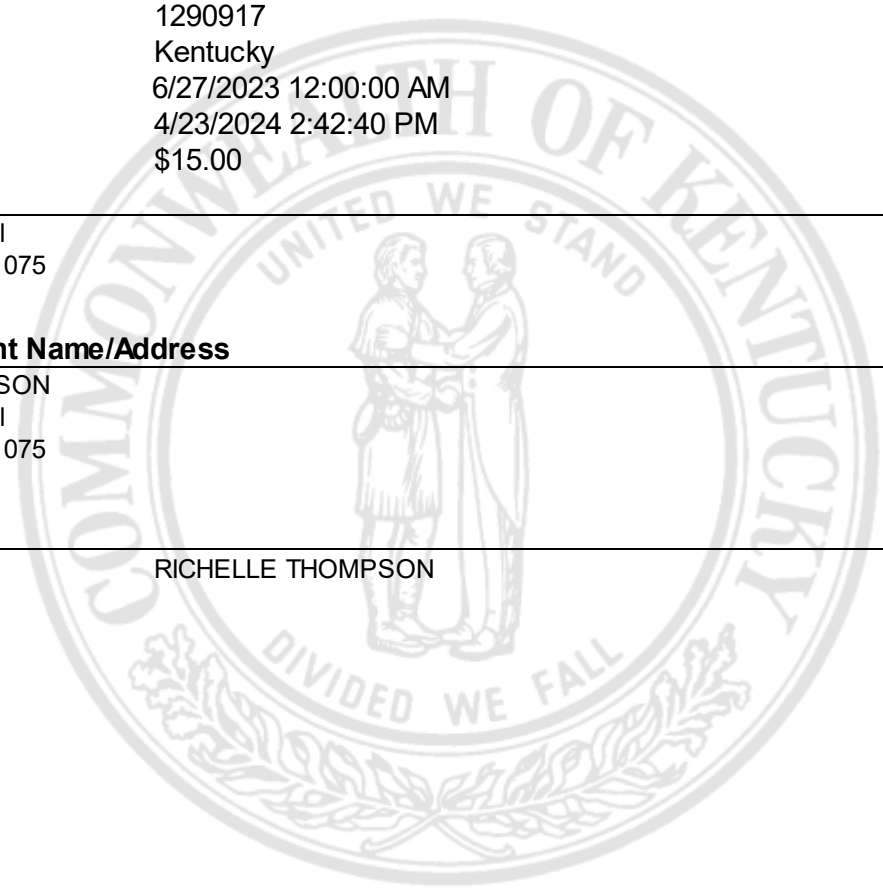 1290917
Kentucky
6/27/2023 12:00:00 AM
4/23/2024 2:42:40 PM
$15.00
l
075
nt Name/Address
SON
l
075
RICHELLE THOMPSON
COMMONWEALTH OF KENTUCKY
UNITED WE STAND
DIVIDED WE FALL